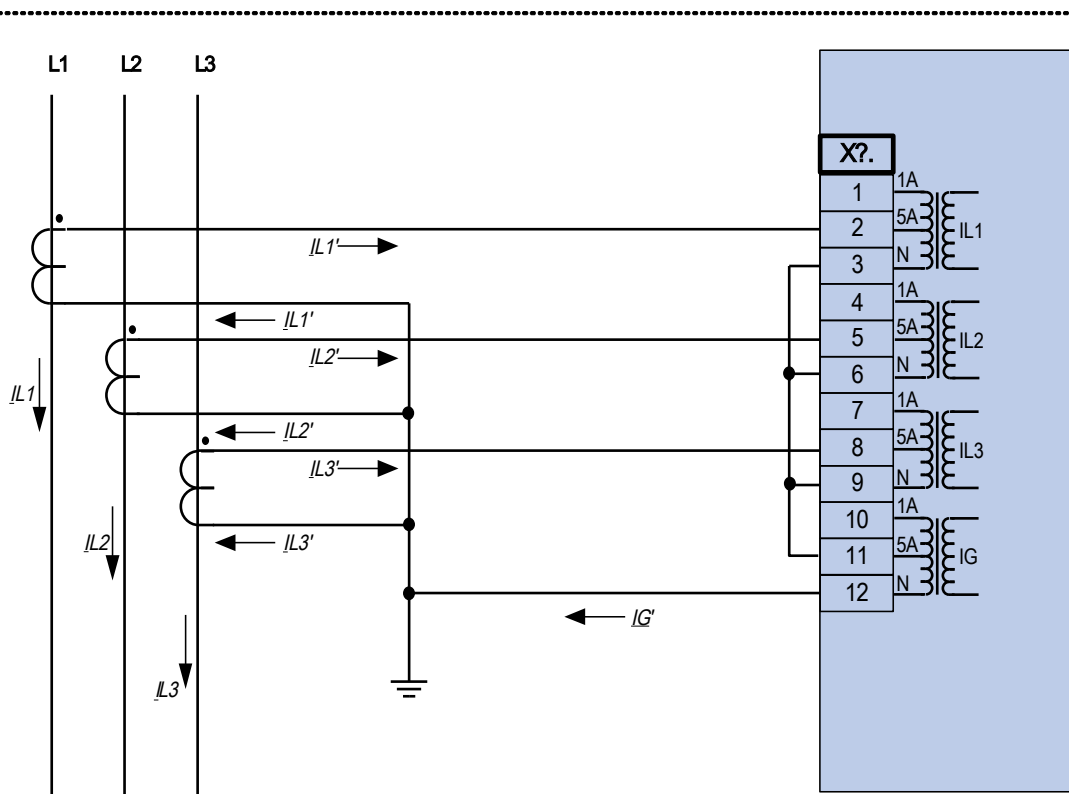 L1 L2 L3
X?.
1 1A
2 5A IL1
3 N
IL1'
4 1A
5 5A IL2
6 N
IL1'
IL2'
7 1A
8 5A IL3
9 N
IL1
IL2'
IL3'
10 1A
11 5A IG
12 N
IL2
IL3'
IG'
IL3